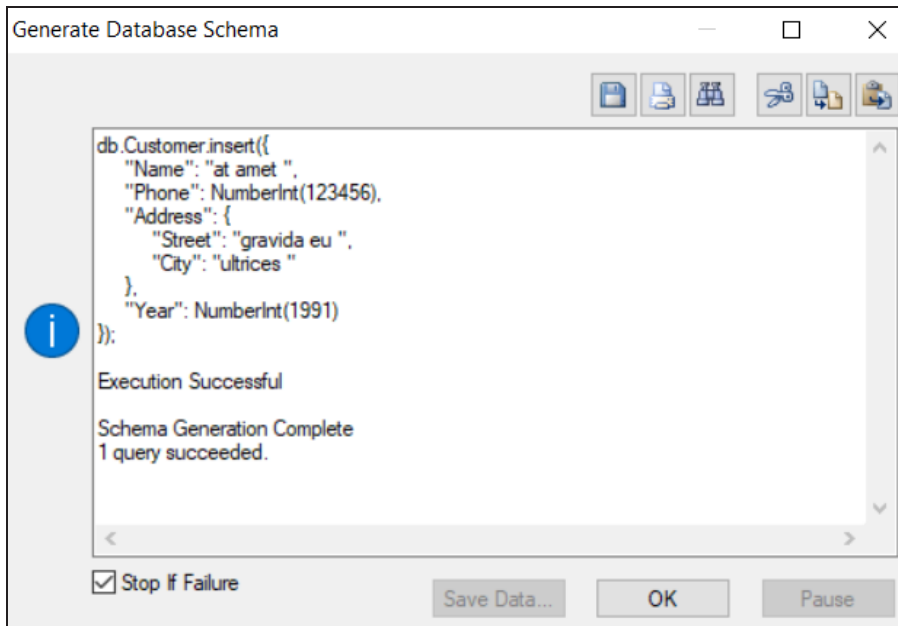 Generate Database Schema
db.Customer.insert({
"Name": "at amet ",
"Phone": NumberInt(123456),
"Address": {
"Street": "gravida eu ",
"City": "ultrices "
},
"Year": NumberInt(1991)
});
Execution Successful
Schema Generation Complete
1 query succeeded.
Stop If Failure
Save Data...
OK
Pause